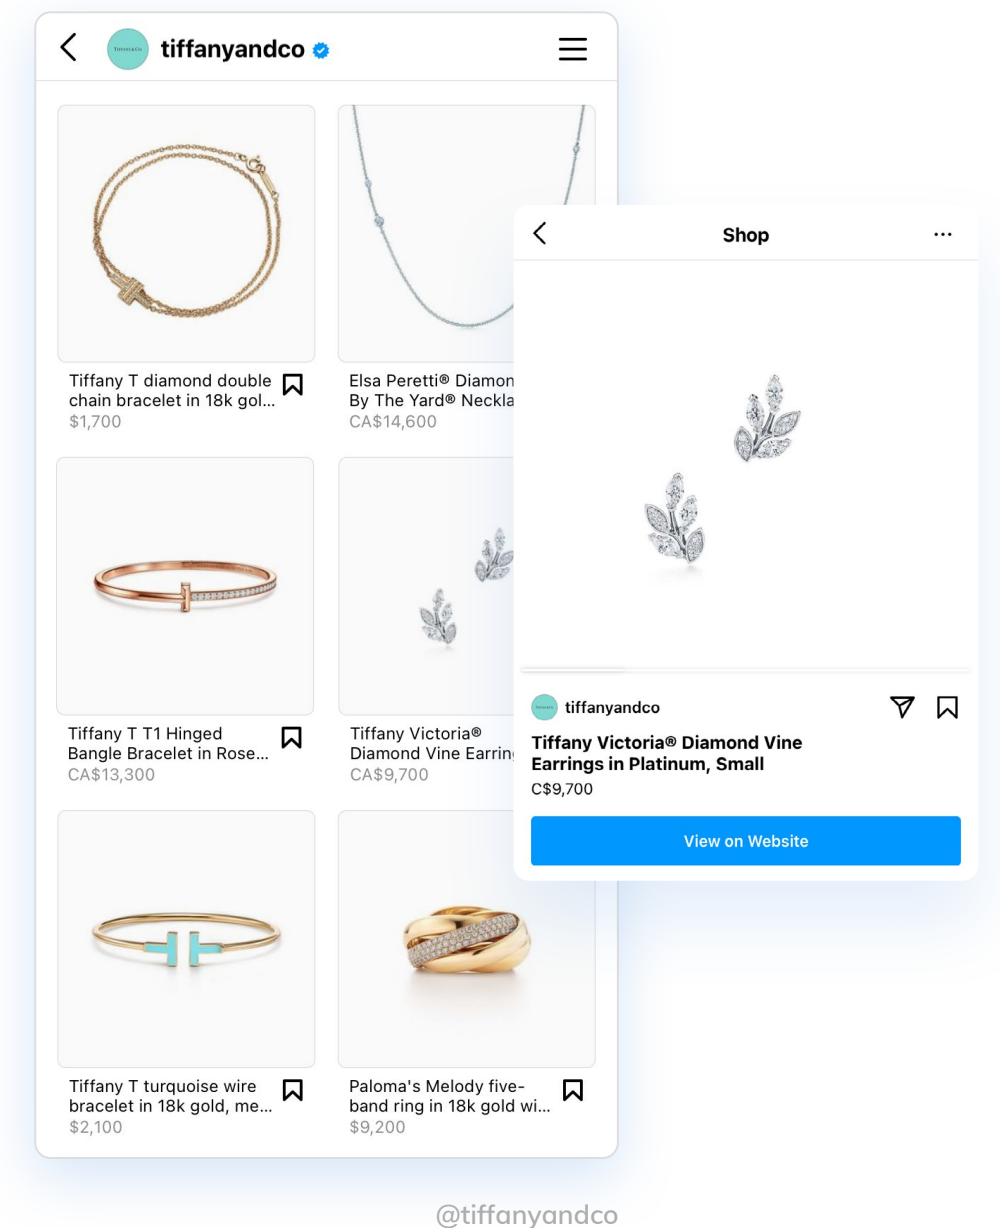 tiffanyandco
Tiffany T diamond double
chain bracelet in 18k gol...
$1,700
Elsa Peretti® Diamon
By The Yard® Neckla
CA$14,600
Tiffany T T1 Hinged
Bangle Bracelet in Rose...
CA$13,300
Tiffany Victoria®
Diamond Vine Earring
CA$9,700
Tiffany T turquoise wire
bracelet in 18k gold, me...
$2,100
Paloma's Melody five-
band ring in 18k gold wi...
$9,200
Shop
tiffanyandco
Tiffany Victoria® Diamond Vine
Earrings in Platinum, Small
C$9,700
View on Website
@tiffanyandco